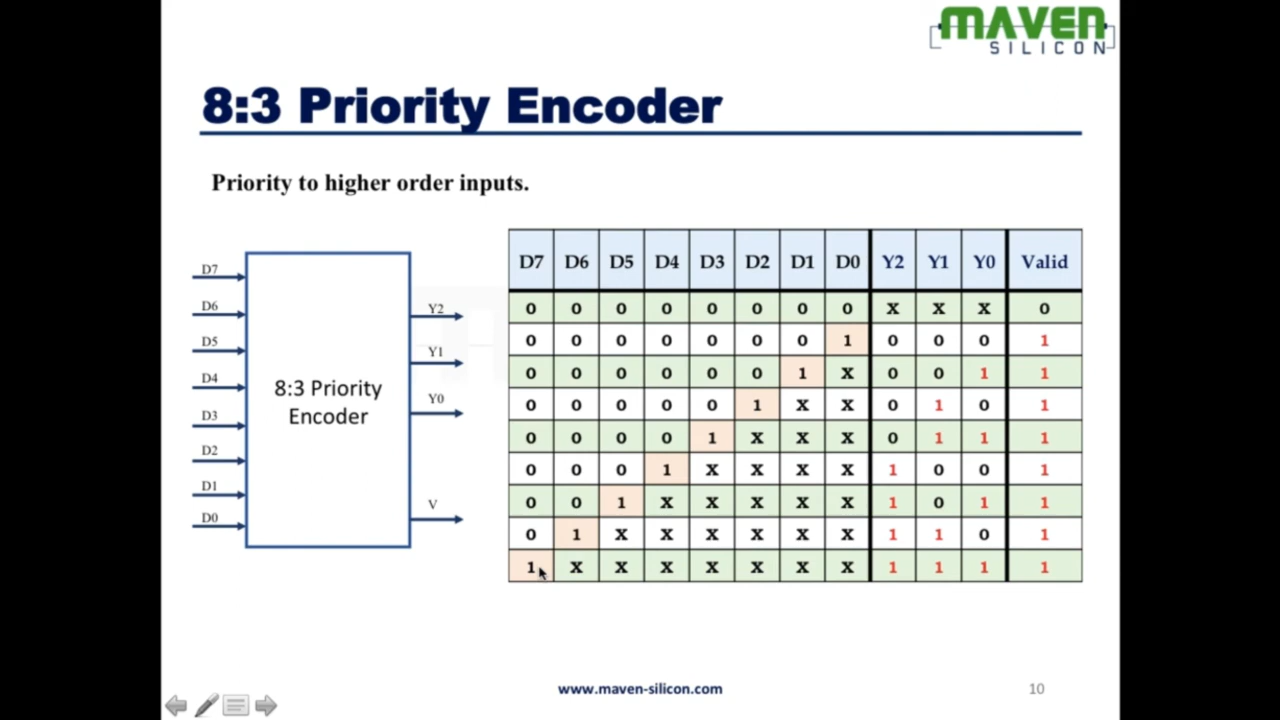 MAVEN
SILICON
8:3 Priority Encoder
Priority to higher order inputs.
D7
D6
D5
D4
D3
D2
D1
D0
8:3 Priority
Encoder
Y2
Y1
Y0
V
D7 D6 D5 D4 D3 D2 D1 D0 Y2 Y1 Y0 Valid
0 0 0 0 0 0 0 0 X X X 0
0 0 0 0 0 0 0 1 0 0 0 1
0 0 0 0 0 0 1 X 0 0 1 1
0 0 0 0 0 1 X X 0 1 0 1
0 0 0 0 1 X X X 0 1 1 1
0 0 0 1 X X X X 1 0 0 1
0 0 1 X X X X X 1 0 1 1
0 1 X X X X X X 1 1 0 1
1 X X X X X X X 1 1 1 1
www.maven-silicon.com
10